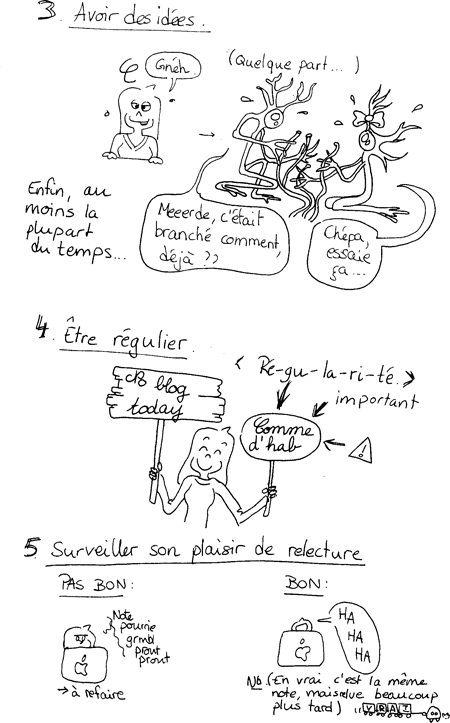 3. Avoir des idées.
Gnéh.
(Quelque part... )
Enfin, au
moins la
plupart
du temps...
Meeerde, c'était
branché comment,
déjà ??
Chépa,
essaie
ça...
4. Être régulier.
< Ré-gu-la-ri-té. >
important
blog
today
Comme
d'hab
!
5. Surveiller son plaisir de relecture
PAS BON :
BON :
Note
pourrie
grmbl
prout
prout
HA
HA
HA
→ à refaire
NB (En vrai c'est la même
note, mais relue beaucoup
plus tard)
VRAI